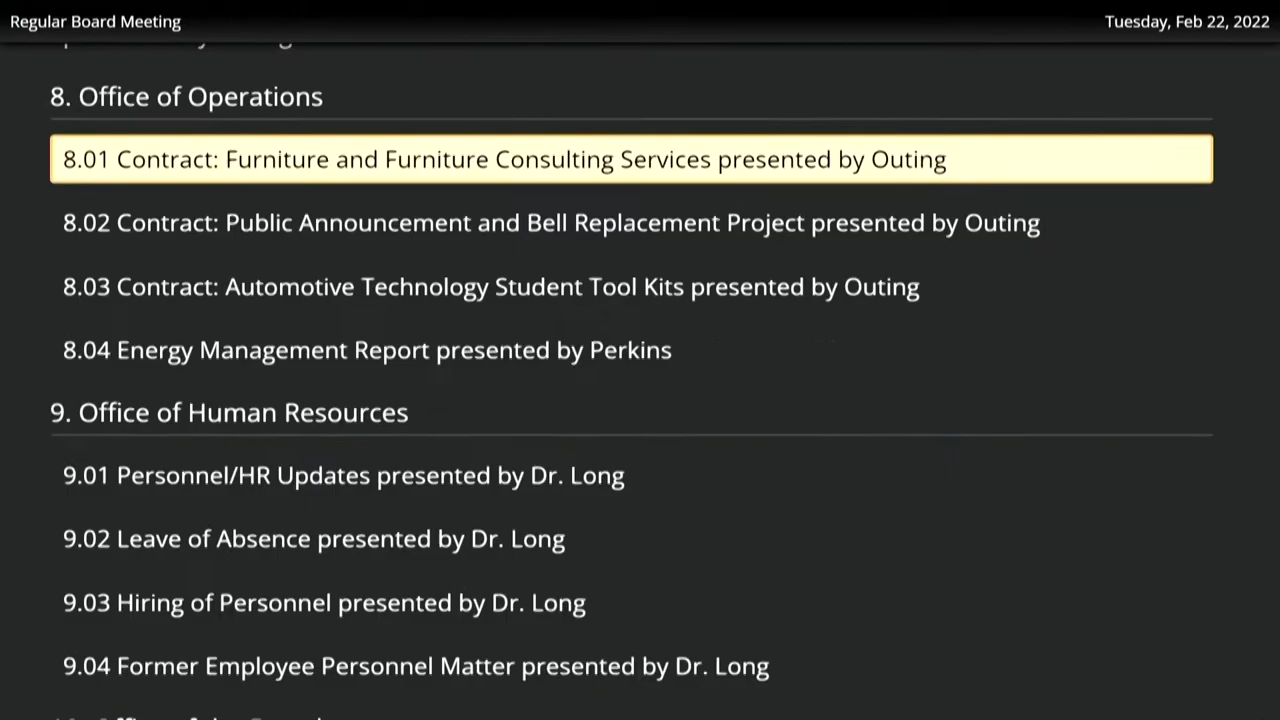 Regular Board Meeting
Tuesday, Feb 22, 2022
8. Office of Operations
8.01 Contract: Furniture and Furniture Consulting Services presented by Outing
8.02 Contract: Public Announcement and Bell Replacement Project presented by Outing
8.03 Contract: Automotive Technology Student Tool Kits presented by Outing
8.04 Energy Management Report presented by Perkins
9. Office of Human Resources
9.01 Personnel/HR Updates presented by Dr. Long
9.02 Leave of Absence presented by Dr. Long
9.03 Hiring of Personnel presented by Dr. Long
9.04 Former Employee Personnel Matter presented by Dr. Long